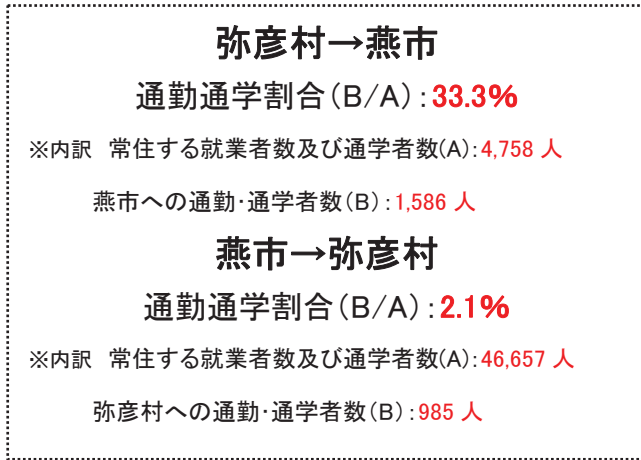 弥彦村→燕市
通勤通学割合(B/A):33.3%
※内訳 常住する就業者数及び通学者数(A):4,758 人
燕市への通勤・通学者数(B):1,586 人
燕市→弥彦村
通勤通学割合(B/A):2.1%
※内訳 常住する就業者数及び通学者数(A):46,657 人
弥彦村への通勤・通学者数(B):985 人